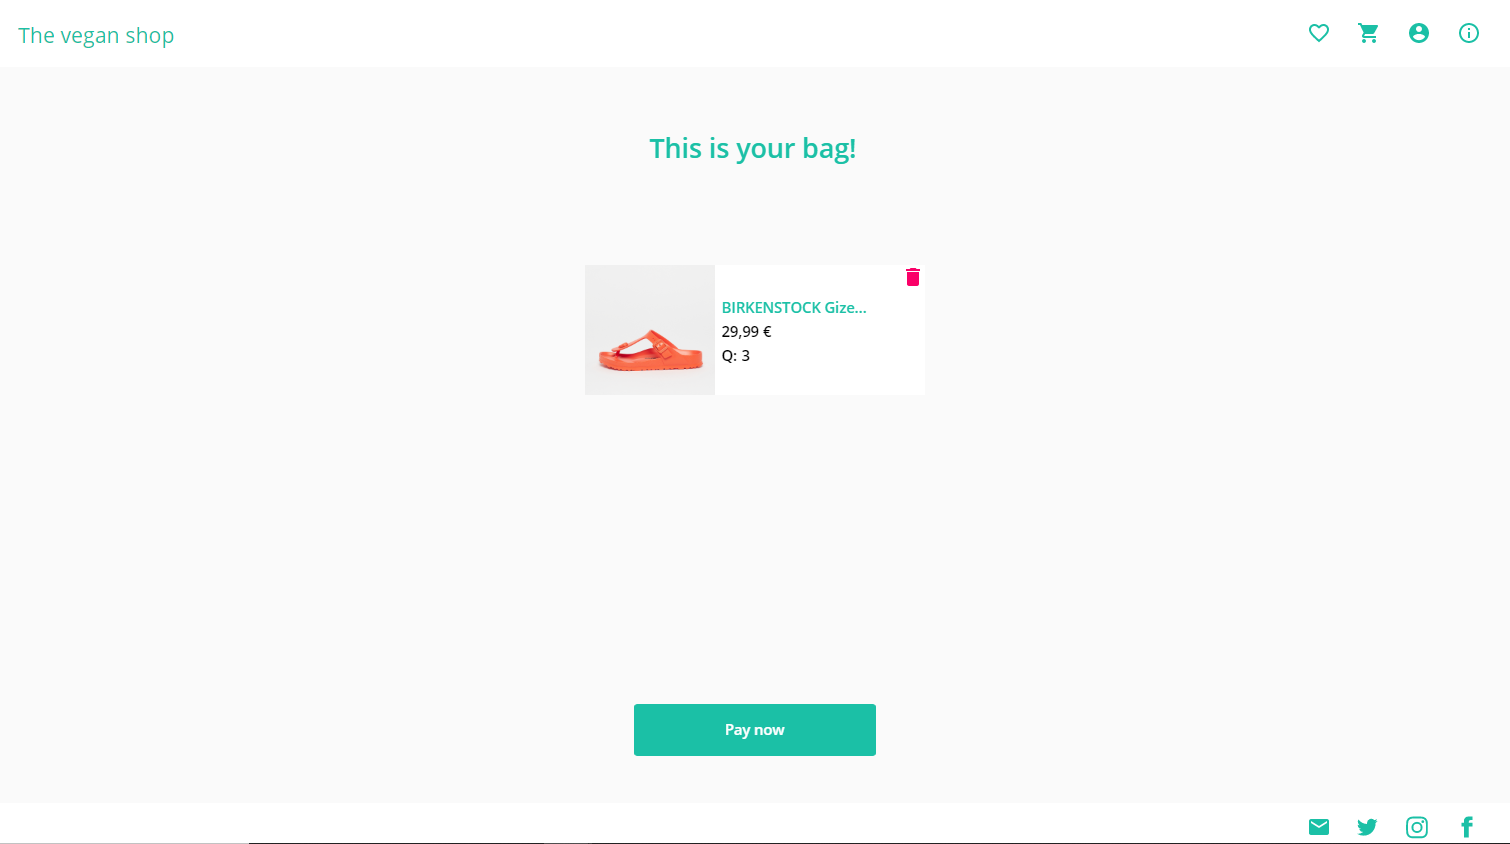 The vegan shop
This is your bag!
BIRKENSTOCK Gize...
29,99 €
Q: 3
Pay now